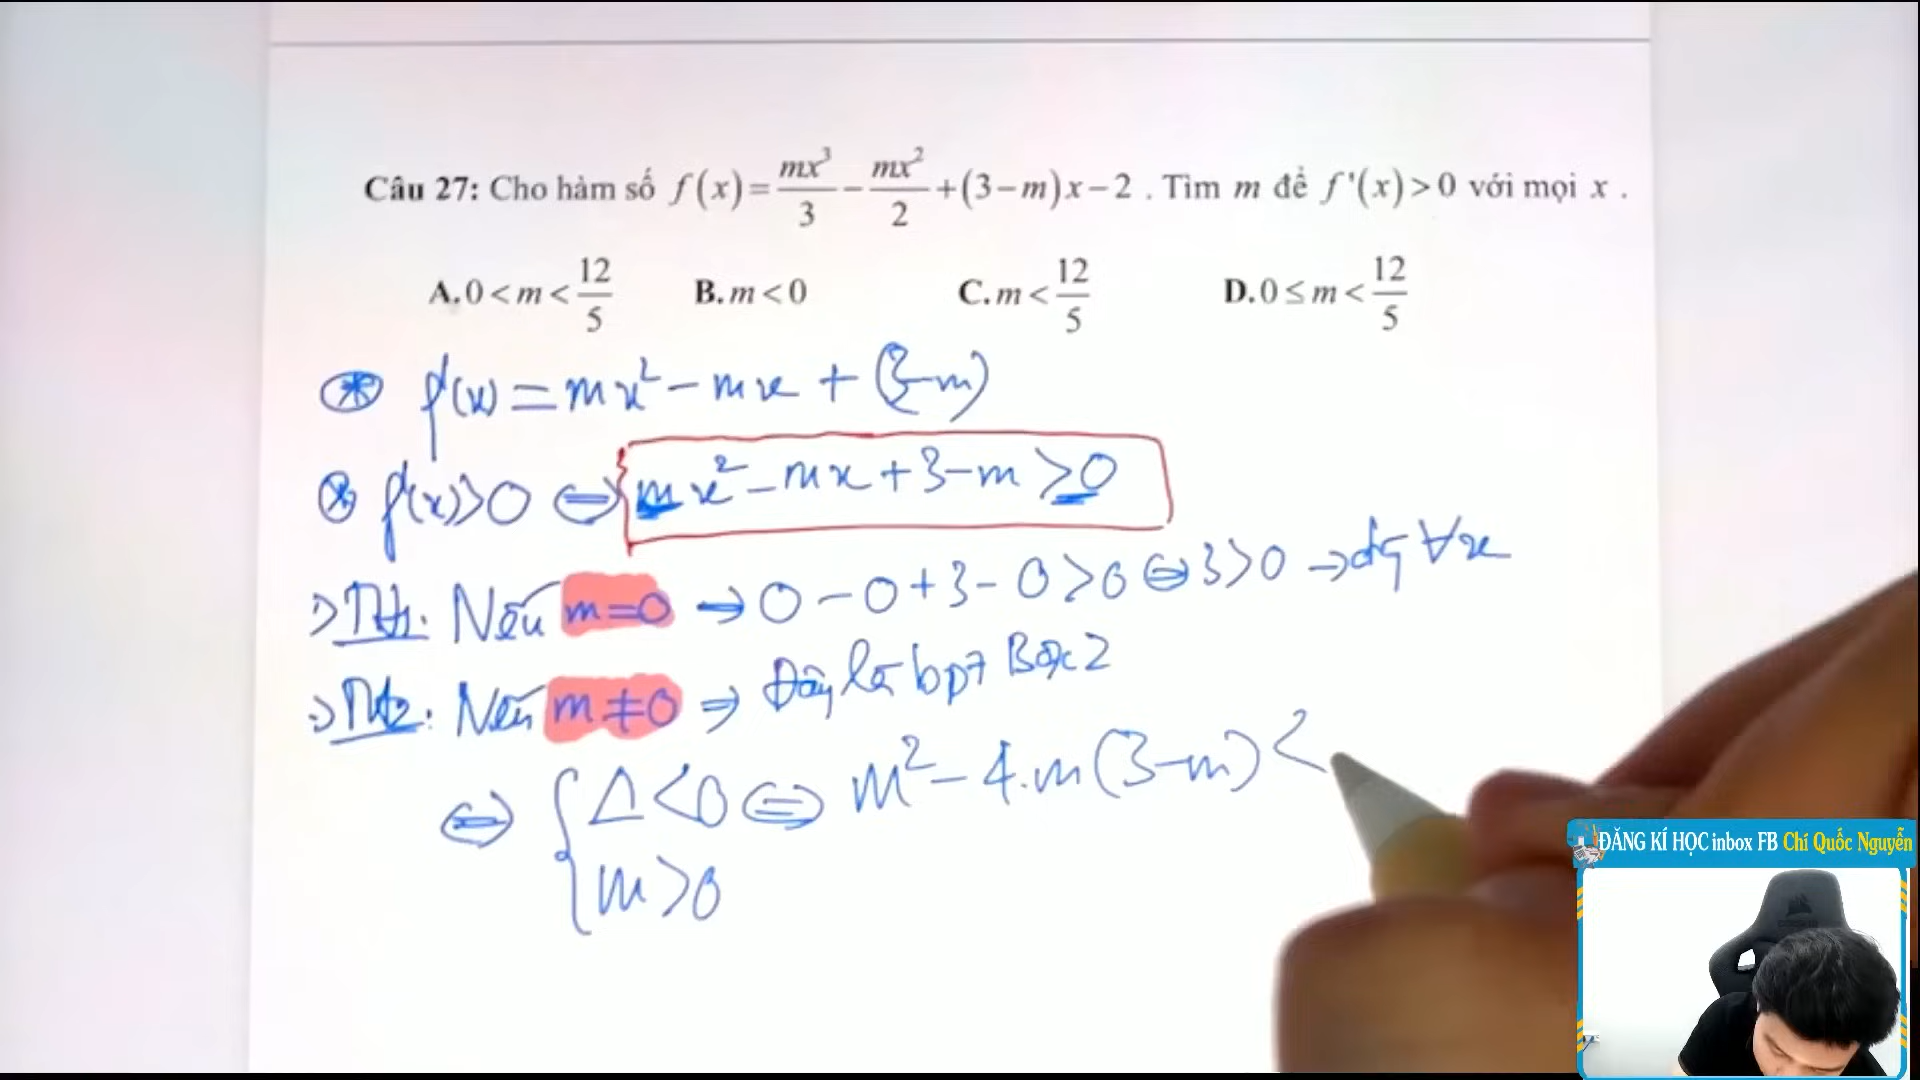 Câu 27: Cho hàm số f(x) = mx³/3 − mx²/2 + (3−m)x − 2 . Tìm m để f'(x) > 0 với mọi x .
A. 0 < m < 12/5 B. m < 0 C. m < 12/5 D. 0 ≤ m < 12/5
⊛ f'(x) = mx² − mx + (3−m)
⊛ f'(x) > 0 ⇔ mx² − mx + 3 − m > 0
Th1: Nếu m = 0 → 0 − 0 + 3 − 0 > 0 ⇔ 3 > 0 → đg ∀x
Th2: Nếu m ≠ 0 ⇒ Đây là bpt Bậc 2
⇔ { Δ < 0 ⇔ m² − 4.m(3−m) <
m > 0
ĐĂNG KÍ HỌC inbox FB Chí Quốc Nguyễn